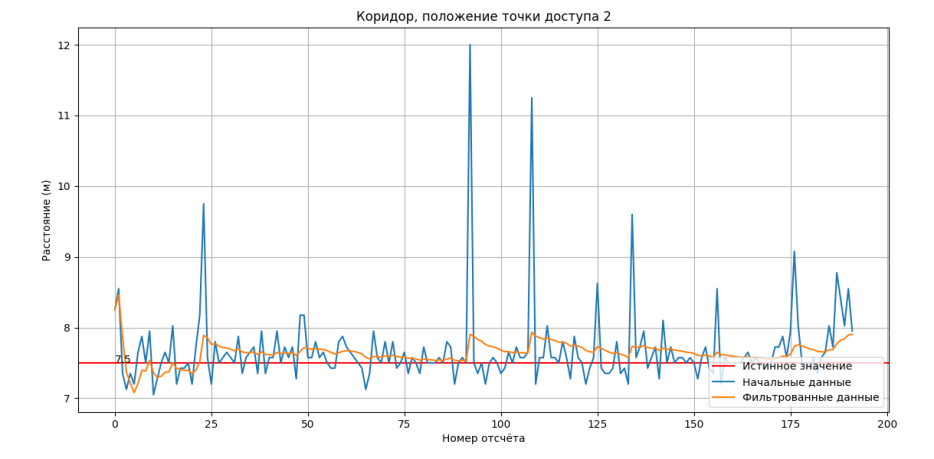 Коридор, положение точки доступа 2
Расстояние (м)
12
11
10
9
8
7
7.5
0
25
50
75
100
125
150
175
200
Номер отсчёта
Истинное значение
Начальные данные
Фильтрованные данные